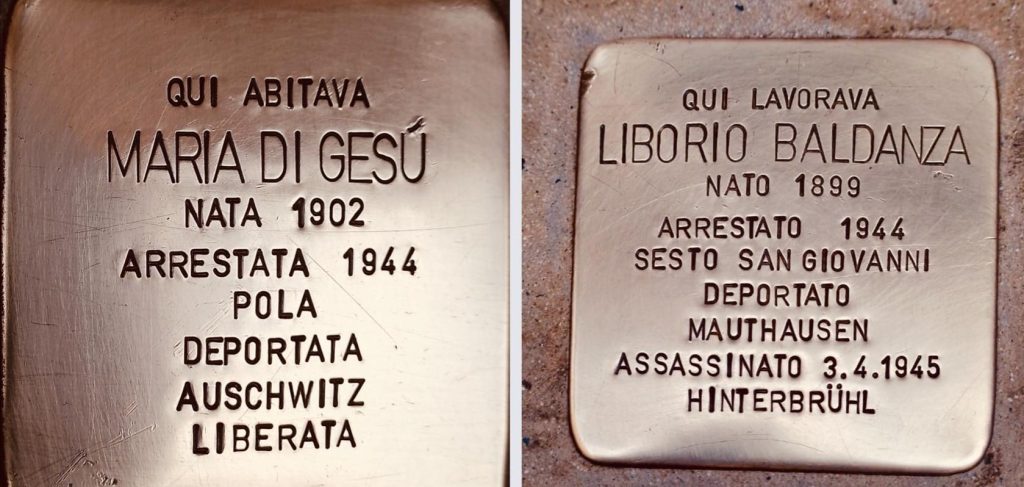 QUI ABITAVA
MARIA DI GESÚ
NATA 1902
ARRESTATA 1944
POLA
DEPORTATA
AUSCHWITZ
LIBERATA
QUI LAVORAVA
LIBORIO BALDANZA
NATO 1899
ARRESTATO 1944
SESTO SAN GIOVANNI
DEPORTATO
MAUTHAUSEN
ASSASSINATO 3.4.1945
HINTERBRÜHL